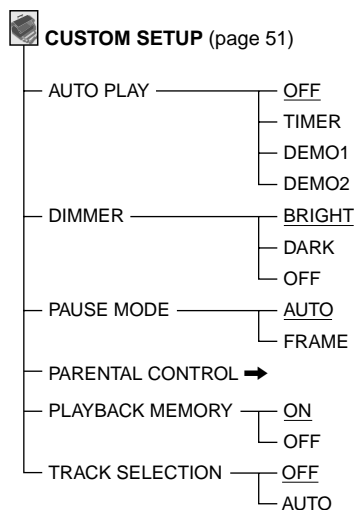 CUSTOM SETUP (page 51)
AUTO PLAY OFF
TIMER
DEMO1
DEMO2
DIMMER BRIGHT
DARK
OFF
PAUSE MODE AUTO
FRAME
PARENTAL CONTROL ➡
PLAYBACK MEMORY ON
OFF
TRACK SELECTION OFF
AUTO